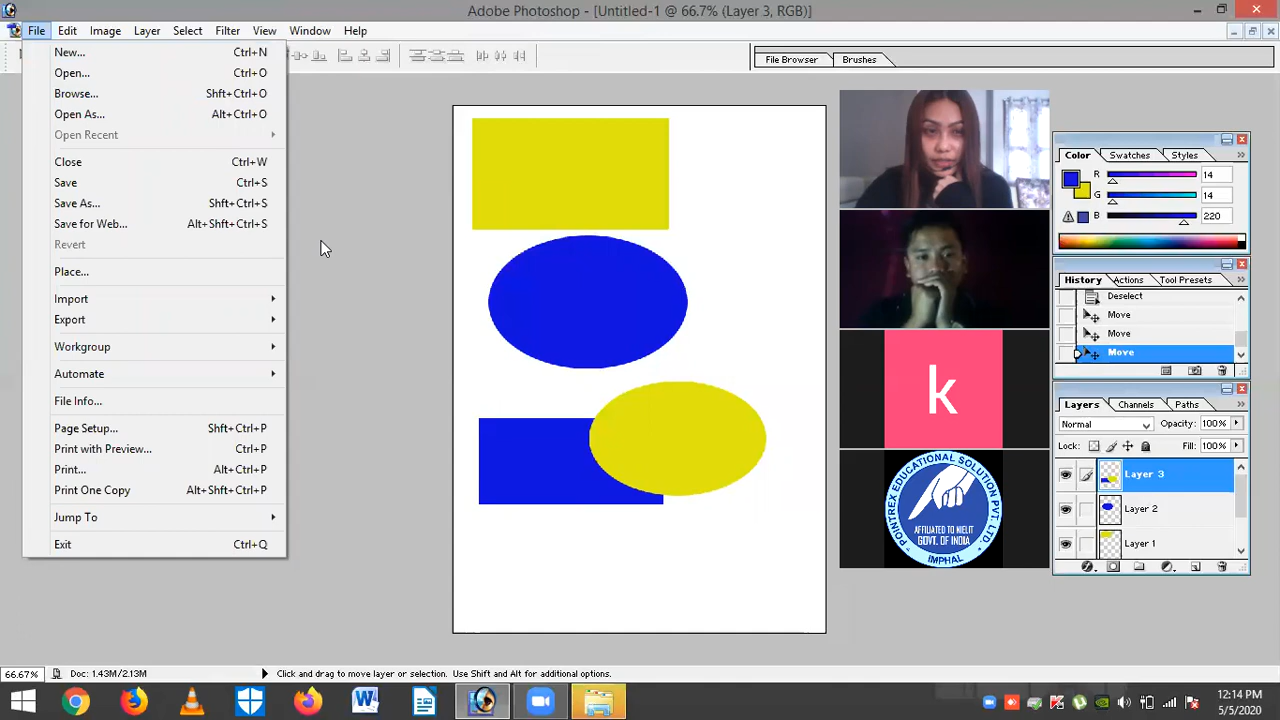 Adobe Photoshop - [Untitled-1 @ 66.7% (Layer 3, RGB)]
File Edit Image Layer Select Filter View Window Help
New... Ctrl+N
Open... Ctrl+O
Browse... Shft+Ctrl+O
Open As... Alt+Ctrl+O
Open Recent
Close Ctrl+W
Save Ctrl+S
Save As... Shft+Ctrl+S
Save for Web... Alt+Shft+Ctrl+S
Revert
Place...
Import
Export
Workgroup
Automate
File Info...
Page Setup... Shft+Ctrl+P
Print with Preview... Ctrl+P
Print... Alt+Ctrl+P
Print One Copy Alt+Shft+Ctrl+P
Jump To
Exit Ctrl+Q
File Browser Brushes
k
POINTREX EDUCATIONAL SOLUTION PVT. LTD.
AFFILIATED TO NIELIT
GOVT. OF INDIA
IMPHAL
Color Swatches Styles
R 14
G 14
B 220
History Actions Tool Presets
Deselect
Move
Move
Move
Layers Channels Paths
Normal Opacity: 100%
Lock: Fill: 100%
Layer 3
Layer 2
Layer 1
66.67% Doc: 1.43M/2.13M Click and drag to move layer or selection. Use Shift and Alt for additional options.
12:14 PM
5/5/2020